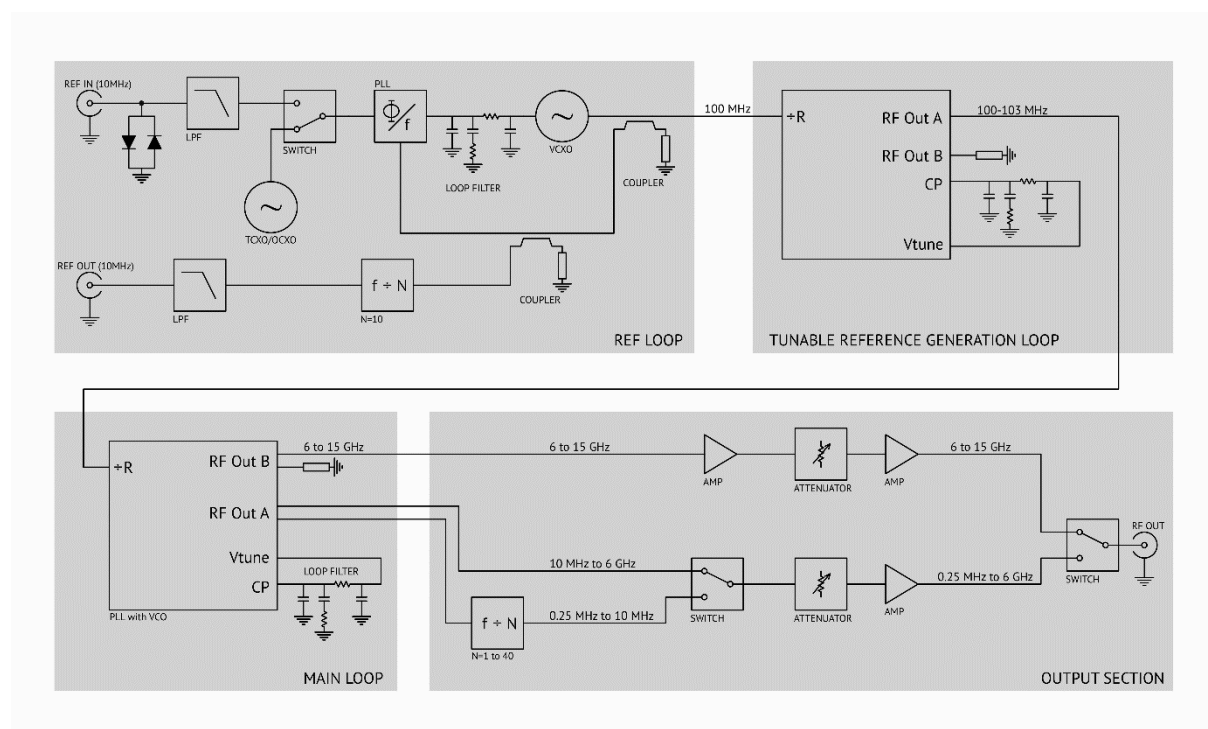 REF IN (10MHz)
LPF
SWITCH
TCXO/OCXO
PLL
Φ/f
LOOP FILTER
VCXO
COUPLER
REF OUT (10MHz)
LPF
f ÷ N
N=10
COUPLER
REF LOOP
100 MHz
÷R
RF Out A
100-103 MHz
RF Out B
CP
Vtune
TUNABLE REFERENCE GENERATION LOOP
÷R
RF Out B
6 to 15 GHz
RF Out A
Vtune
LOOP FILTER
CP
PLL with VCO
MAIN LOOP
6 to 15 GHz
AMP
ATTENUATOR
AMP
6 to 15 GHz
RF OUT
SWITCH
10 MHz to 6 GHz
0.25 MHz to 10 MHz
f ÷ N
N=1 to 40
SWITCH
ATTENUATOR
AMP
0.25 MHz to 6 GHz
OUTPUT SECTION